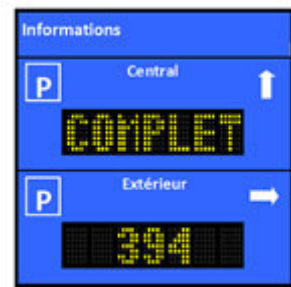 Informations
P Central
COMPLET
P Extérieur
394